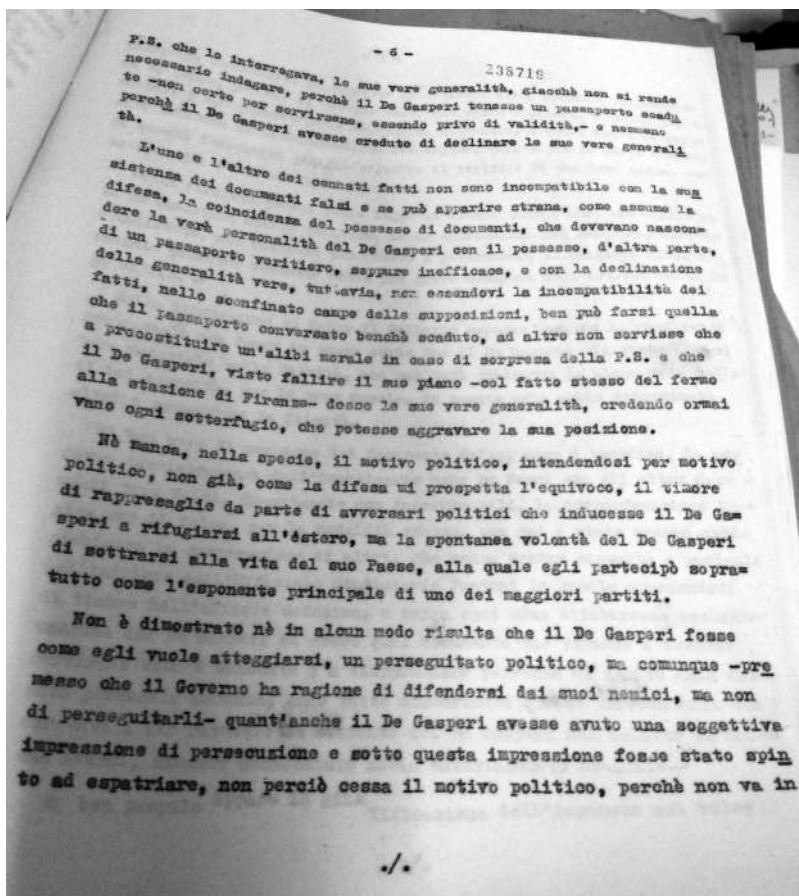 - 6 -
238719
P.S. che lo interrogava, le sue vere generalità, giacchè non si rende
necessario indagare, perchè il De Gasperi tenesse un passaporto scadu
to -non certo per servirsene, essendo privo di validità,- e nemmeno
perchè il De Gasperi avesse creduto di declinare le sue vere generali
tà.
L'uno e l'altro dei cennati fatti non sono incompatibile con la sus
sistenza dei documenti falsi e se può apparire strana, come assume la
difesa, la coincidenza del possesso di documenti, che dovevano nascon=
dere la verà personalità del De Gasperi con il possesso, d'altra parte,
di un passaporto veritiero, seppure inefficace, e con la declinazione
delle generalità vere, tuttavia, non essendovi la incompatibilità dei
fatti, nello sconfinato campo delle supposizioni, ben può farsi quella
che il passaporto conversato benchè scaduto, ad altro non servisse che
a precostituire un'alibi morale in caso di sorpresa della P.S. e che
il De Gasperi, visto fallire il suo piano -col fatto stesso del fermo
alla stazione di Firenze- desse le sue vere generalità, credendo ormai
vano ogni sotterfugio, che potesse aggravare la sua posizione.
Nè manca, nella specie, il motivo politico, intendendosi per motivo
politico, non già, come la difesa mi prospetta l'equivoco, il timore
di rappresaglie da parte di avversari politici che inducesse il De Ga=
speri a rifugiarsi all'éstero, ma la spontanea volontà del De Gasperi
di sottrarsi alla vita del suo Paese, alla quale egli partecipò sopra=
tutto come l'esponente principale di uno dei maggiori partiti.
Non è dimostrato nè in alcun modo risulta che il De Gasperi fosse
come egli vuole atteggiarsi, un perseguitato politico, ma comunque -pre
messo che il Governo ha ragione di difendersi dai suoi nemici, ma non
di perseguitarli- quant'anche il De Gasperi avesse avuto una soggettiva
impressione di persecuzione e sotto questa impressione fosse stato spin
to ad espatriare, non perciò cessa il motivo politico, perchè non va in
./.